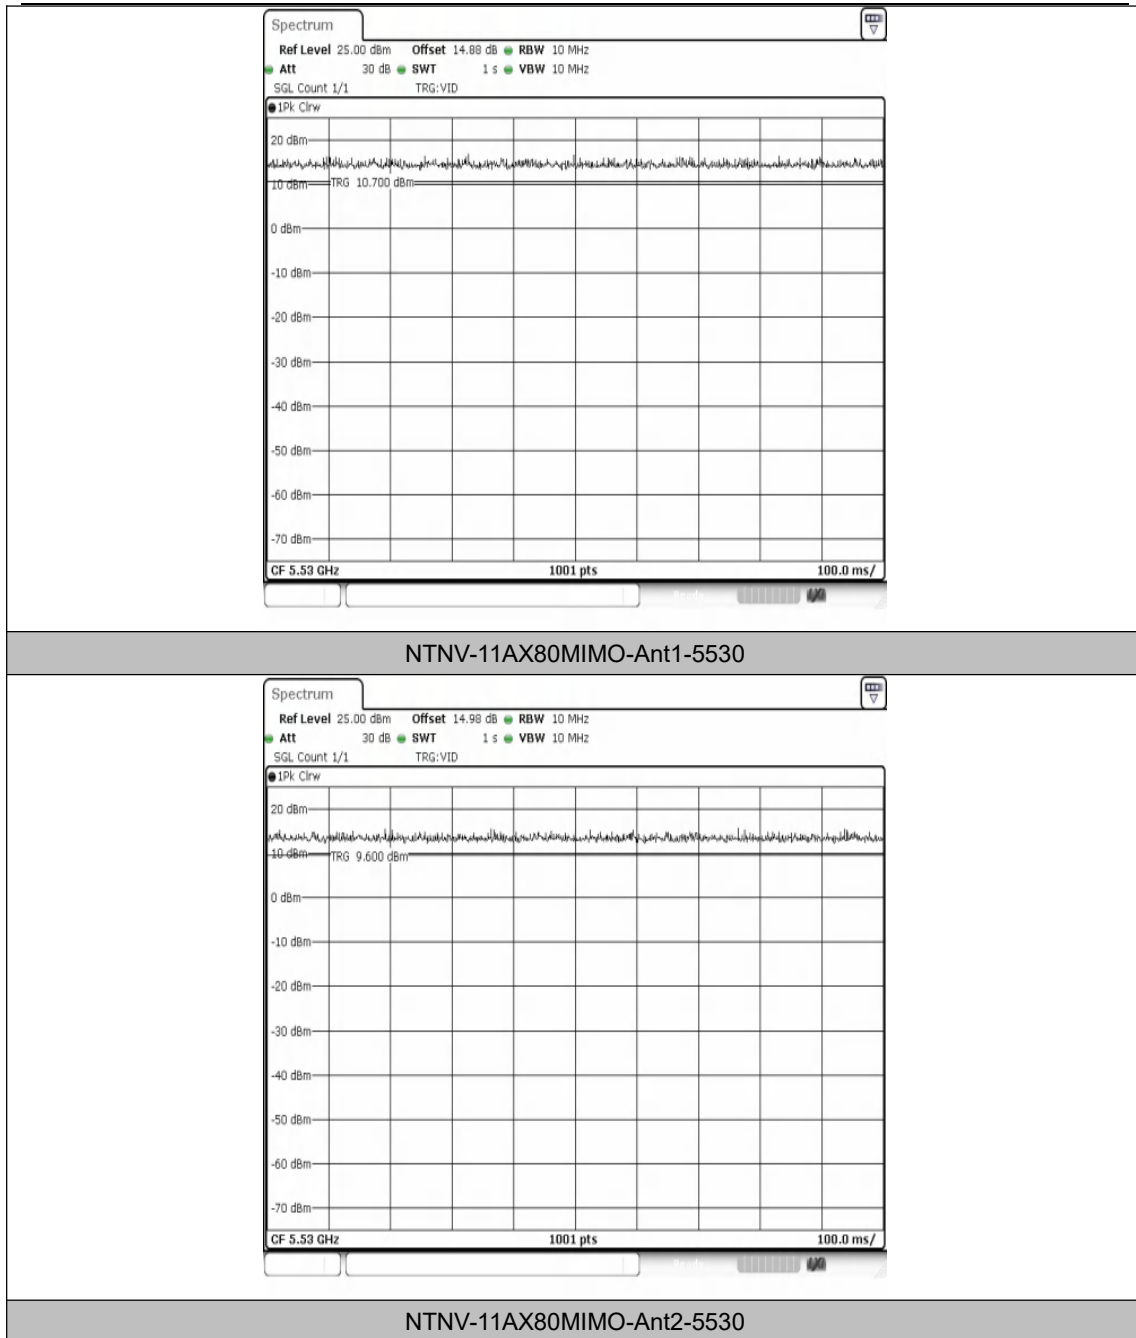 Spectrum
Ref Level 25.00 dBm Offset 14.88 dB RBW 10 MHz
Att 30 dB SWT 1 s VBW 10 MHz
SGL Count 1/1 TRG:VID
1Pk Clrw
20 dBm
10 dBm
TRG 10.700 dBm
0 dBm
-10 dBm
-20 dBm
-30 dBm
-40 dBm
-50 dBm
-60 dBm
-70 dBm
CF 5.53 GHz 1001 pts 100.0 ms/
NTNV-11AX80MIMO-Ant1-5530
Spectrum
Ref Level 25.00 dBm Offset 14.98 dB RBW 10 MHz
Att 30 dB SWT 1 s VBW 10 MHz
SGL Count 1/1 TRG:VID
1Pk Clrw
20 dBm
10 dBm
TRG 9.600 dBm
0 dBm
-10 dBm
-20 dBm
-30 dBm
-40 dBm
-50 dBm
-60 dBm
-70 dBm
CF 5.53 GHz 1001 pts 100.0 ms/
NTNV-11AX80MIMO-Ant2-5530